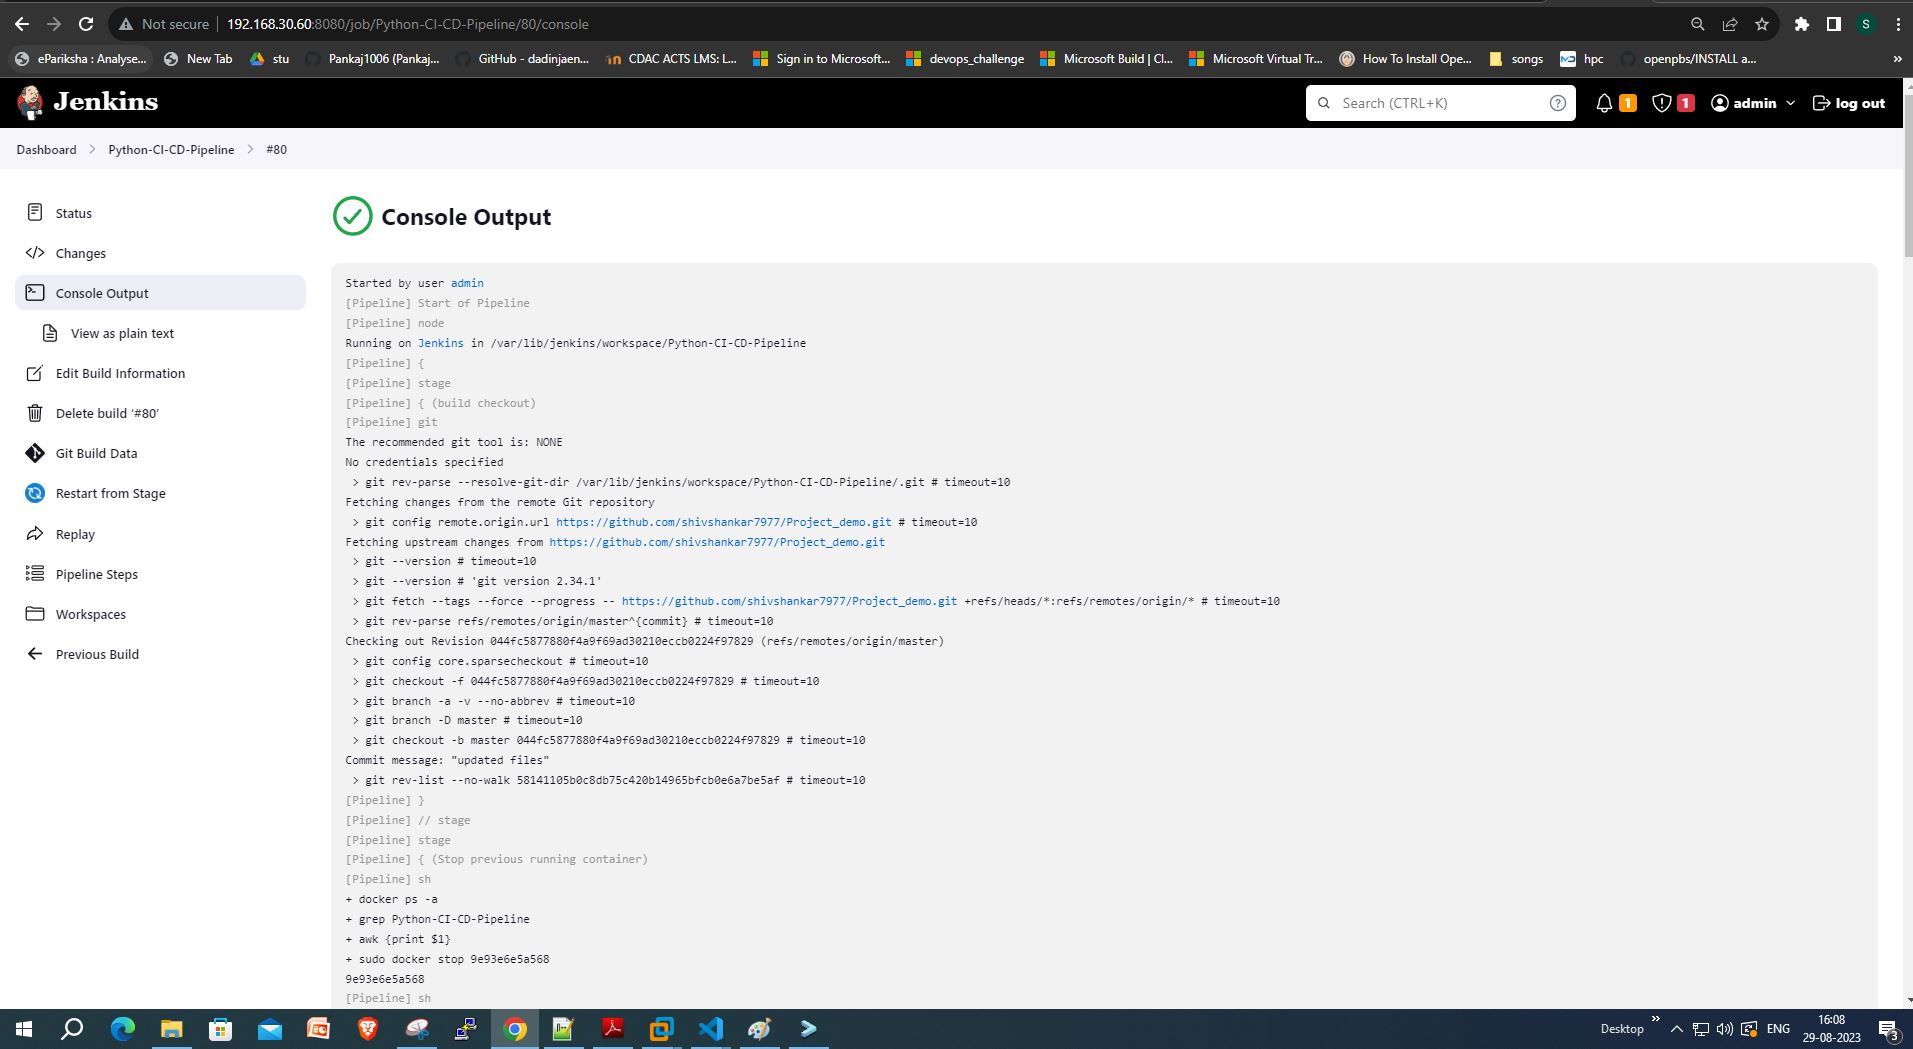 Not secure 192.168.30.60:8080/job/Python-CI-CD-Pipeline/80/console S
ePariksha : Analyse... New Tab stu Pankaj1006 (Pankaj... GitHub - dadinjaen... CDAC ACTS LMS: L... Sign in to Microsoft... devops_challenge Microsoft Build | Cl... Microsoft Virtual Tr... How To Install Ope... songs hpc openpbs/INSTALL a... »
Jenkins Search (CTRL+K) 1 1 admin log out
Dashboard Python-CI-CD-Pipeline #80
Status
Changes
Console Output
View as plain text
Edit Build Information
Delete build ‘#80’
Git Build Data
Restart from Stage
Replay
Pipeline Steps
Workspaces
Previous Build
Console Output
Started by user admin
[Pipeline] Start of Pipeline
[Pipeline] node
Running on Jenkins in /var/lib/jenkins/workspace/Python-CI-CD-Pipeline
[Pipeline] {
[Pipeline] stage
[Pipeline] { (build checkout)
[Pipeline] git
The recommended git tool is: NONE
No credentials specified
> git rev-parse --resolve-git-dir /var/lib/jenkins/workspace/Python-CI-CD-Pipeline/.git # timeout=10
Fetching changes from the remote Git repository
> git config remote.origin.url https://github.com/shivshankar7977/Project_demo.git # timeout=10
Fetching upstream changes from https://github.com/shivshankar7977/Project_demo.git
> git --version # timeout=10
> git --version # 'git version 2.34.1'
> git fetch --tags --force --progress -- https://github.com/shivshankar7977/Project_demo.git +refs/heads/*:refs/remotes/origin/* # timeout=10
> git rev-parse refs/remotes/origin/master^{commit} # timeout=10
Checking out Revision 044fc5877880f4a9f69ad30210eccb0224f97829 (refs/remotes/origin/master)
> git config core.sparsecheckout # timeout=10
> git checkout -f 044fc5877880f4a9f69ad30210eccb0224f97829 # timeout=10
> git branch -a -v --no-abbrev # timeout=10
> git branch -D master # timeout=10
> git checkout -b master 044fc5877880f4a9f69ad30210eccb0224f97829 # timeout=10
Commit message: "updated files"
> git rev-list --no-walk 58141105b0c8db75c420b14965bfcb0e6a7be5af # timeout=10
[Pipeline] }
[Pipeline] // stage
[Pipeline] stage
[Pipeline] { (Stop previous running container)
[Pipeline] sh
+ docker ps -a
+ grep Python-CI-CD-Pipeline
+ awk {print $1}
+ sudo docker stop 9e93e6e5a568
9e93e6e5a568
[Pipeline] sh
Desktop » ENG 16:08
29-08-2023 3